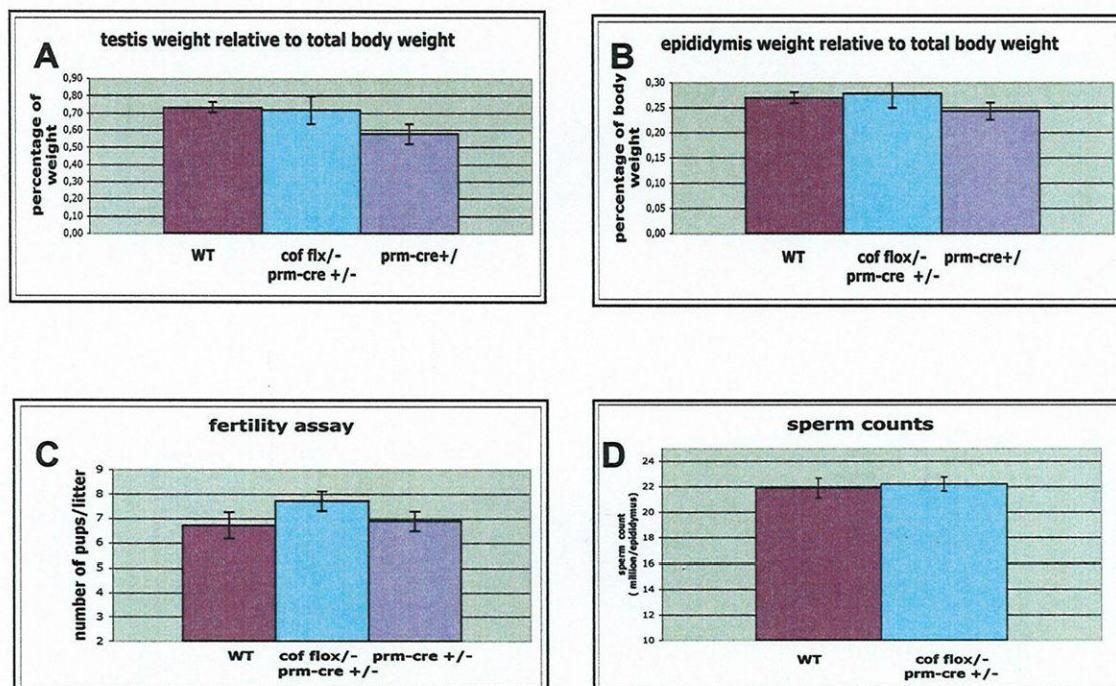 A
testis weight relative to total body weight
percentage of
weight
0,90
0,80
0,70
0,60
0,50
0,40
0,30
0,20
0,10
0,00
WT
cof flx/-
prm-cre +/-
prm-cre+/
B
epididymis weight relative to total body weight
percentage of body
weight
0,30
0,25
0,20
0,15
0,10
0,05
0,00
WT
cof flox/-
prm-cre +/-
prm-cre+/
C
fertility assay
number of pups/litter
9
8
7
6
5
4
3
2
WT
cof flox/-
prm-cre +/-
prm-cre +/-
D
sperm counts
sperm count
( million/epididymus)
24
22
20
18
16
14
12
10
WT
cof flox/-
prm-cre +/-